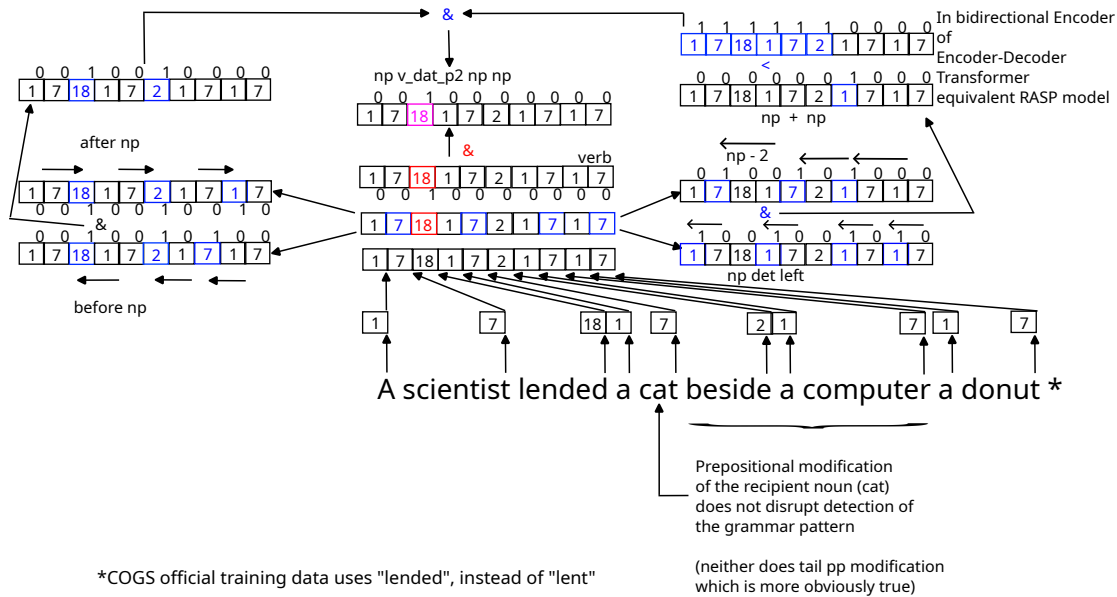 &
In bidirectional Encoder
of
Encoder-Decoder
Transformer
equivalent RASP model
1 1 1 1 1 1 0 0 0 0
1 7 18 1 7 2 1 7 1 7
<
0 0 0 0 0 0 1 0 0 0
1 7 18 1 7 2 1 7 1 7
np + np
0 0 1 0 0 1 0 0 0 0
1 7 18 1 7 2 1 7 1 7
np v_dat_p2 np np
0 0 1 0 0 0 0 0 0 0
1 7 18 1 7 2 1 7 1 7
&
after np
1 7 18 1 7 2 1 7 1 7
0 0 1 0 0 1 0 0 1 0
&
0 0 1 0 0 1 0 1 0 0
1 7 18 1 7 2 1 7 1 7
before np
verb
1 7 18 1 7 2 1 7 1 7
0 0 1 0 0 0 0 0 0 0
1 7 18 1 7 2 1 7 1 7
1 7 18 1 7 2 1 7 1 7
np - 2
0 1 0 0 1 0 1 0 0 0
1 7 18 1 7 2 1 7 1 7
&
1 0 0 1 0 0 1 0 1 0
1 7 18 1 7 2 1 7 1 7
np det left
1 7 18 1 7 2 1 7 1 7
A scientist lended a cat beside a computer a donut *
Prepositional modification
of the recipient noun (cat)
does not disrupt detection of
the grammar pattern
(neither does tail pp modification
which is more obviously true)
*COGS official training data uses "lended", instead of "lent"